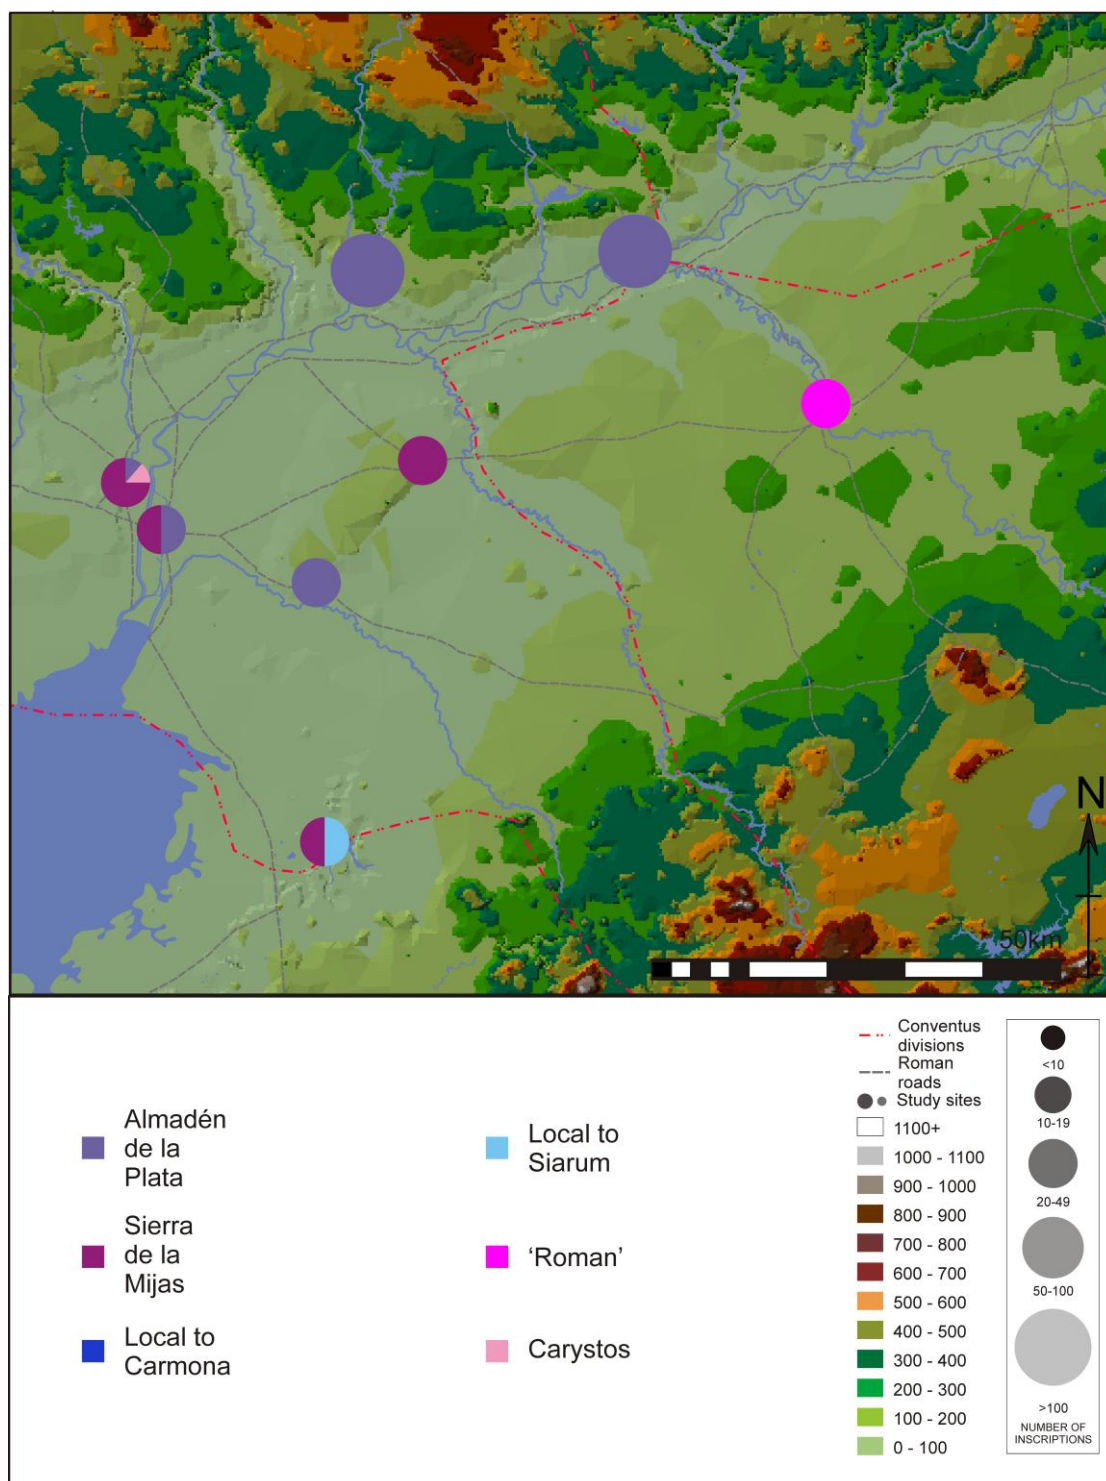 N
50km
Almadén
de la
Plata
Sierra
de la
Mijas
Local to
Carmona
Local to
Siarum
‘Roman’
Carystos
Conventus
divisions
Roman
roads
Study sites
1100+
1000 - 1100
900 - 1000
800 - 900
700 - 800
600 - 700
500 - 600
400 - 500
300 - 400
200 - 300
100 - 200
0 - 100
<10
10-19
20-49
50-100
>100
NUMBER OF
INSCRIPTIONS